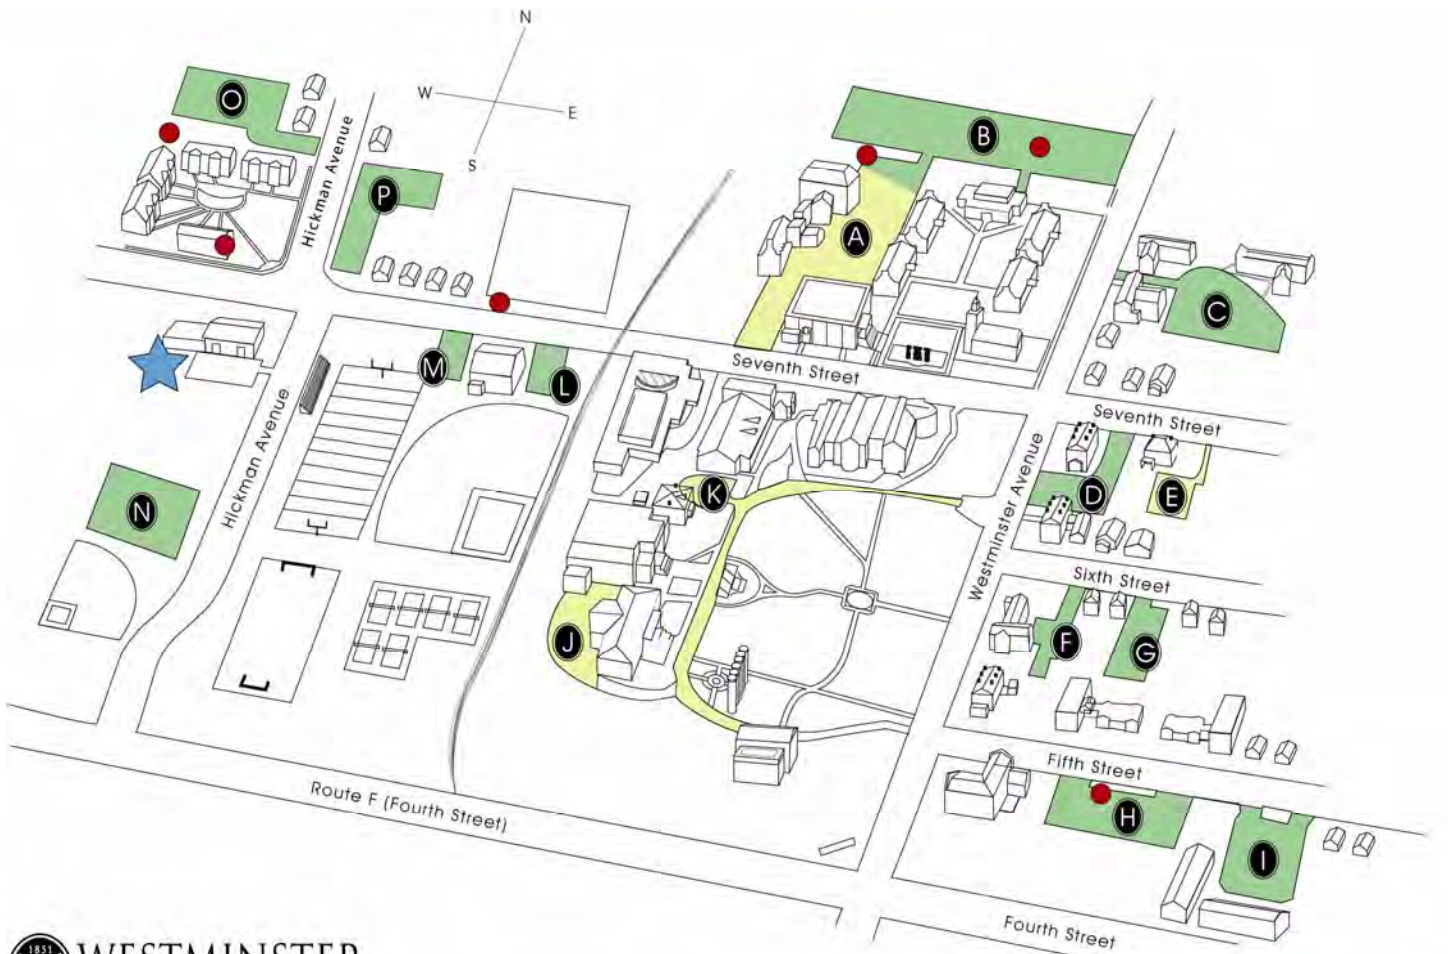 N
W
E
S
O
B
Hickman Avenue
P
A
C
Seventh Street
M
L
Seventh Street
Hickman Avenue
K
D
E
Westminster Avenue
N
Sixth Street
J
F
G
Fifth Street
Route F (Fourth Street)
H
I
Fourth Street
1851
WESTMINSTER